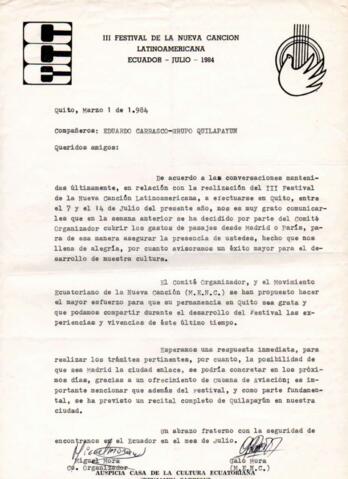 III FESTIVAL DE LA NUEVA CANCION
LATINOAMERICANA
ECUADOR - JULIO - 1984
Quito, Marzo 1 de 1.984
Compañeros: EDUARDO CARRASCO-GRUPO QUILAPAYUN
Queridos amigos:
De acuerdo a las conversaciones manteni-
das últimamente, en relación con la realización del III Festival
de la Nueva Canción Latinoamericana, a efectuarse en Quito, entre
el 7 y el 14 de Julio del presente año, nos es muy grato comunicar-
les que en la semana anterior se ha decidido por parte del Comité
Organizador cubrir los gastos de pasajes desde Madrid o París, pa-
ra de esa manera asegurar la presencia de ustedes, hecho que nos
llena de alegría, por cuanto avisoramos un éxito mayor para el de-
sarrollo de nuestra cultura.
El Comité Organizador, y el Movimiento
Ecuatoriano de la Nueva Canción (M.E.N.C.) se han propuesto hacer
el mayor esfuerzo para que su permanencia en Quito sea grata y
que podamos compartir durante el desarrollo del Festival las ex-
periencias y vivencias de éste último tiempo.
Esperamos una respuesta inmediata, para
realizar los trámites pertinentes, por cuanto, la posibilidad de
que sea Madrid la ciudad enlace, se podría concretar en los próxi-
mos días, gracias a un ofrecimiento de Cubana de Aviación; es im-
portante mencionar que además del festival, y como parte fundamen-
tal, se ha previsto un recital completo de Quilapayún en nuestra
ciudad.
Un abrazo fraterno con la seguridad de
encontrarnos en el Ecuador en el mes de Julio.
Miguel Mora Galo Mora
Co. Organizador (M.E.N.C.)
AUSPICIA CASA DE LA CULTURA ECUATORIANA